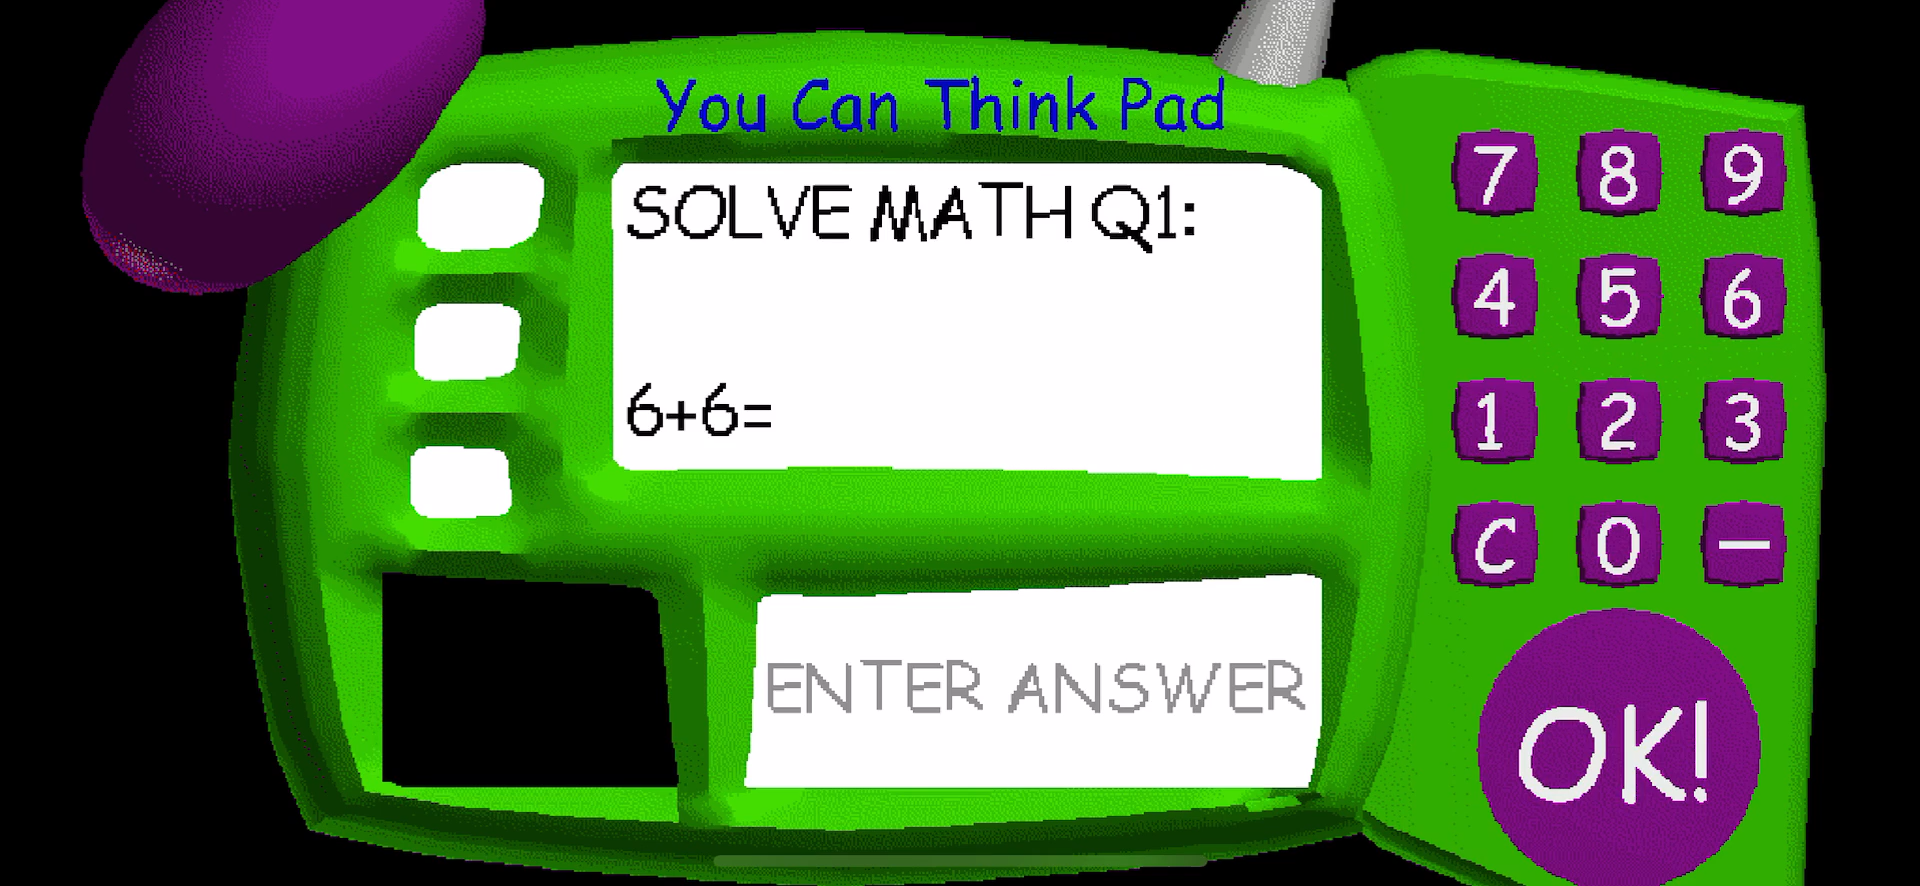 You Can Think Pad
SOLVE MATH Q1:
6+6=
ENTER ANSWER
7 8 9
4 5 6
1 2 3
C 0 –
OK!